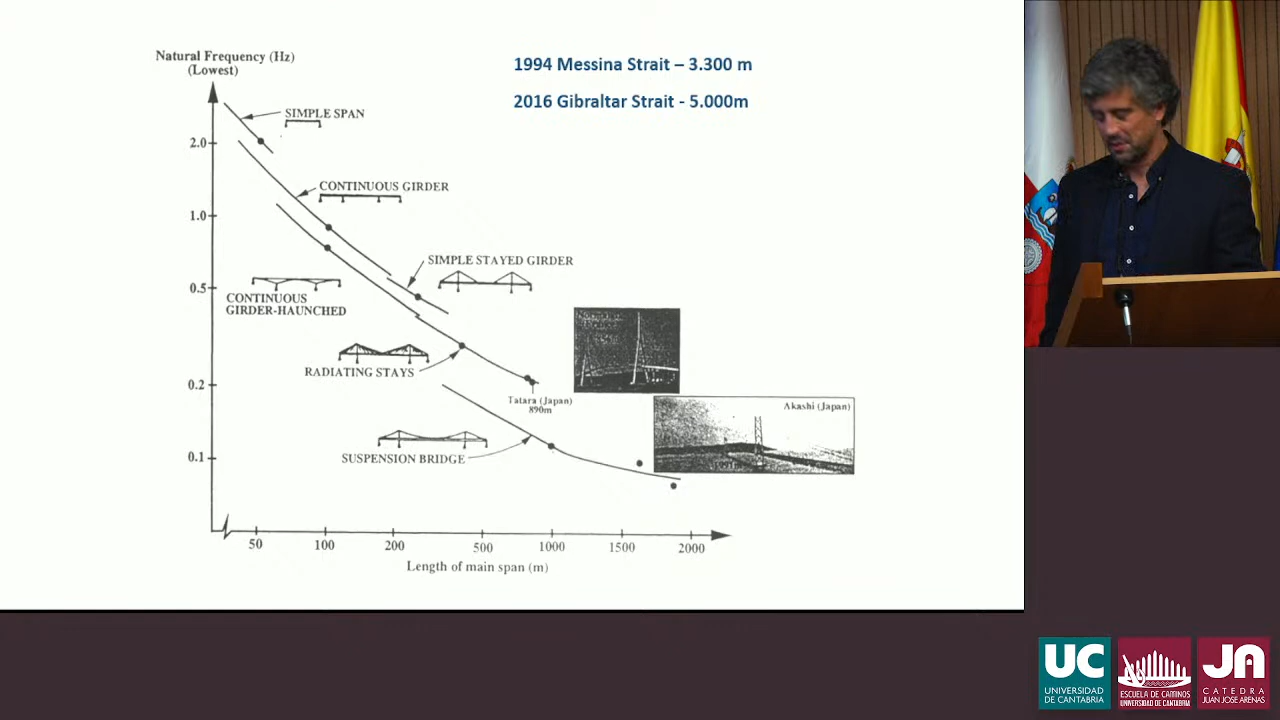 Natural Frequency (Hz)
(Lowest)
1994 Messina Strait – 3.300 m
2016 Gibraltar Strait - 5.000m
SIMPLE SPAN
2.0
CONTINUOUS GIRDER
1.0
SIMPLE STAYED GIRDER
0.5
CONTINUOUS
GIRDER-HAUNCHED
RADIATING STAYS
0.2
Tatara (Japan)
890m
Akashi (Japan)
SUSPENSION BRIDGE
0.1
50
100
200
500
1000
1500
2000
Length of main span (m)
UC
UNIVERSIDAD
DE CANTABRIA
ESCUELA DE CAMINOS
UNIVERSIDAD DE CANTABRIA
JA
CATEDRA
JUAN JOSE ARENAS